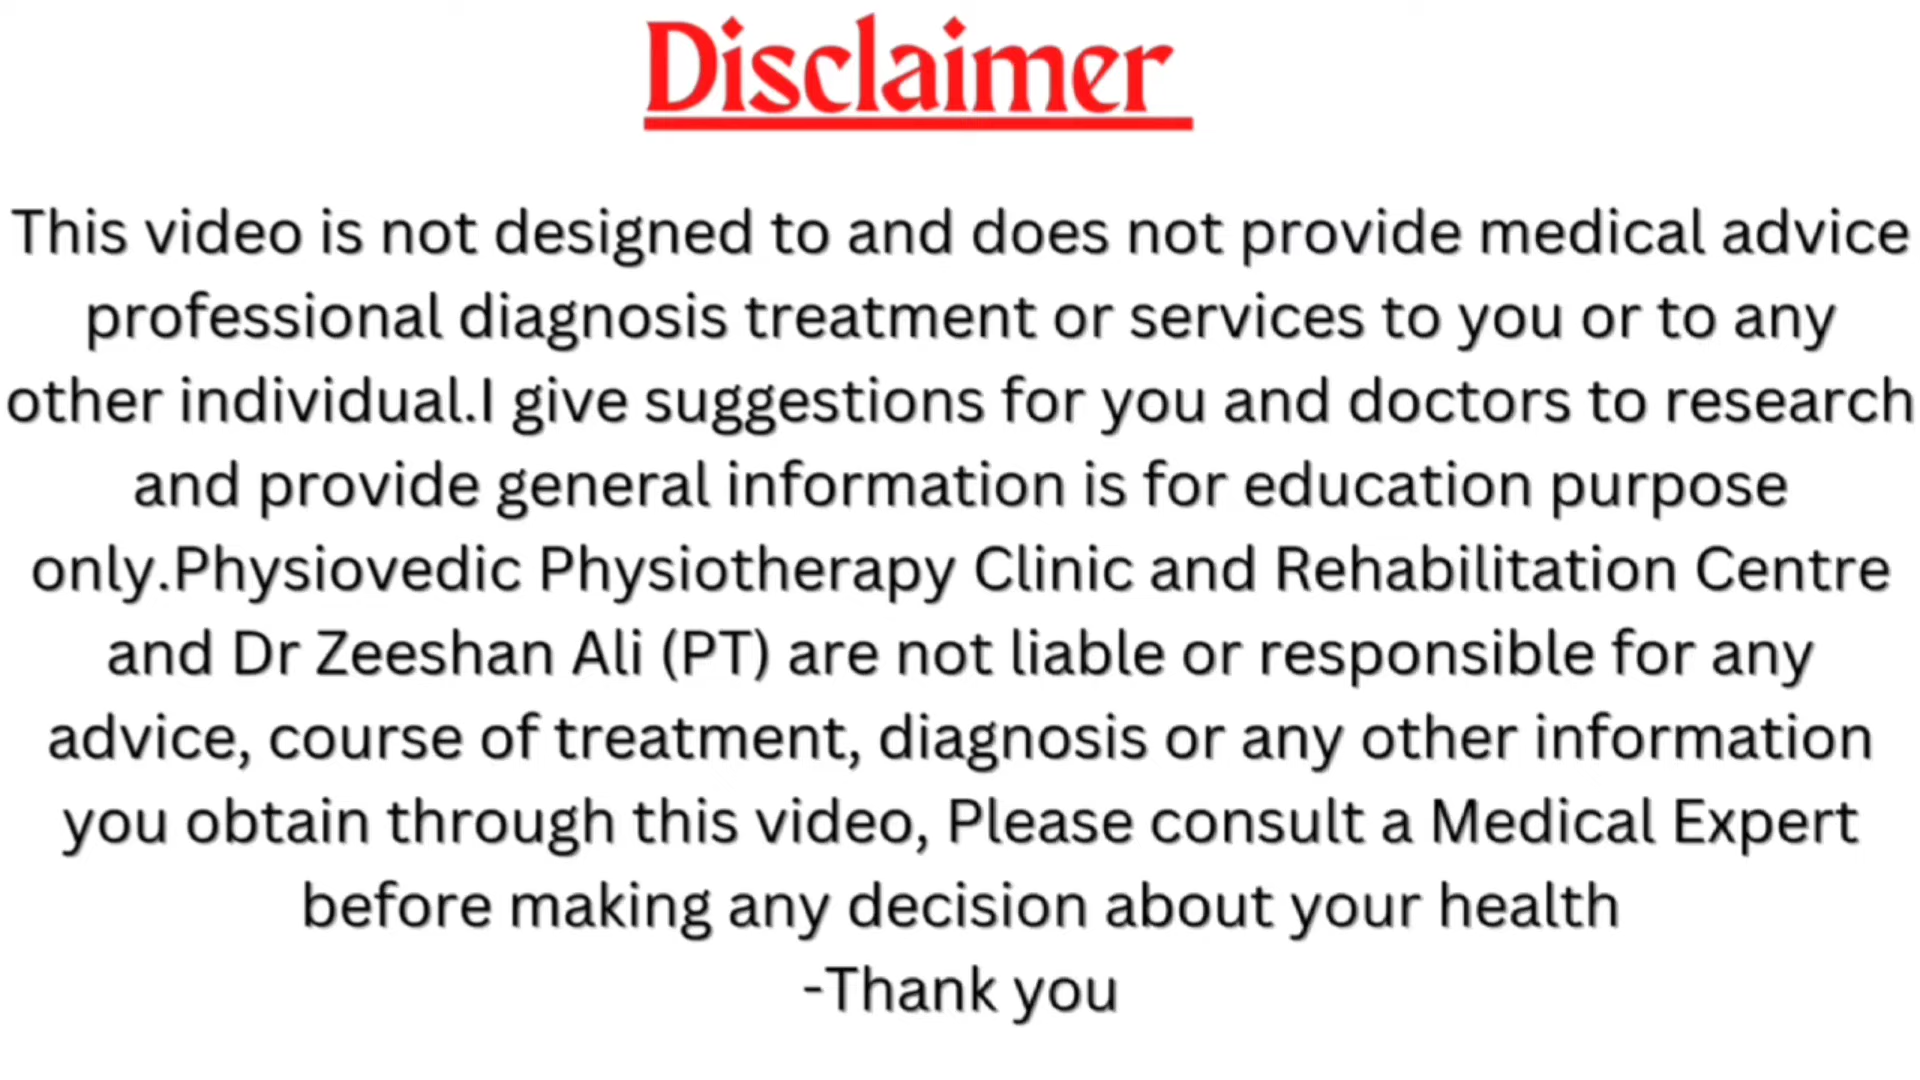 Disclaimer
This video is not designed to and does not provide medical advice
professional diagnosis treatment or services to you or to any
other individual.I give suggestions for you and doctors to research
and provide general information is for education purpose
only.Physiovedic Physiotherapy Clinic and Rehabilitation Centre
and Dr Zeeshan Ali (PT) are not liable or responsible for any
advice, course of treatment, diagnosis or any other information
you obtain through this video, Please consult a Medical Expert
before making any decision about your health
-Thank you